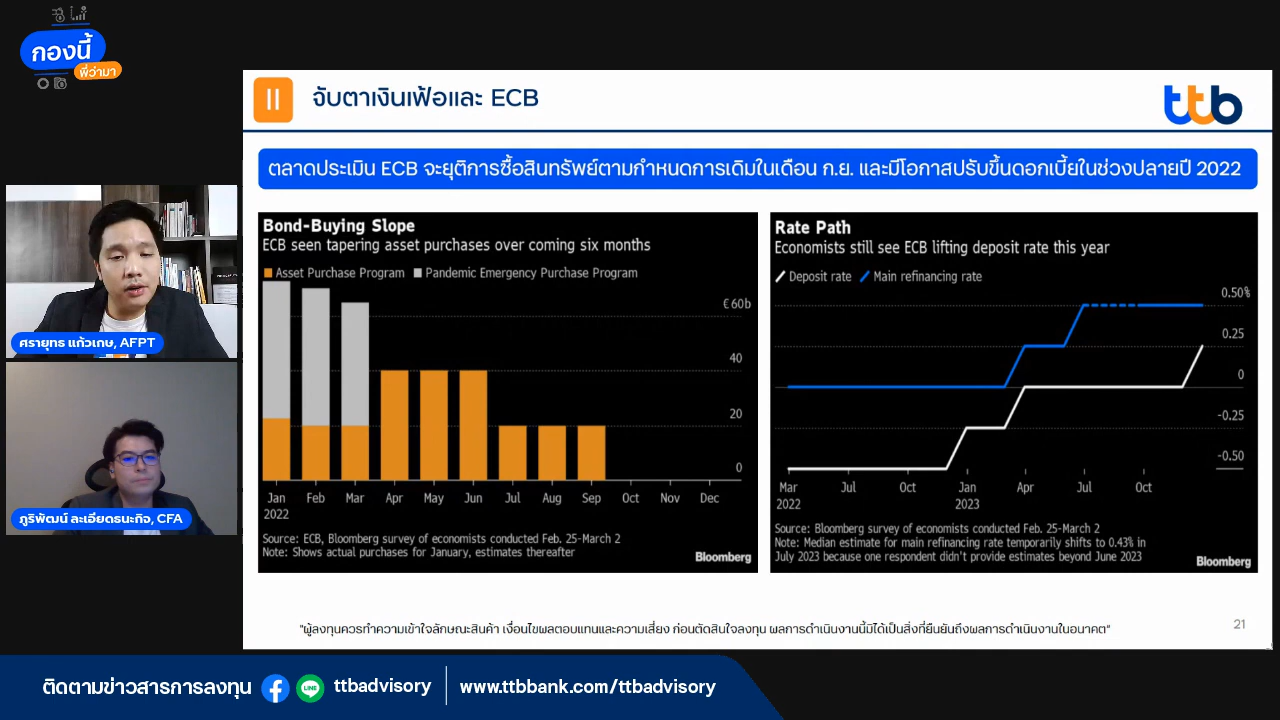 กองนี้
พี่ว่ามา
II
จับตาเงินเฟ้อและ ECB
ttb
ตลาดประเมิน ECB จะยุติการซื้อสินทรัพย์ตามกำหนดการเดิมในเดือน ก.ย. และมีโอกาสปรับขึ้นดอกเบี้ยในช่วงปลายปี 2022
Bond-Buying Slope
ECB seen tapering asset purchases over coming six months
Asset Purchase Program Pandemic Emergency Purchase Program
€60b
40
20
0
Jan Feb Mar Apr May Jun Jul Aug Sep Oct Nov Dec
2022
Source: ECB, Bloomberg survey of economists conducted Feb. 25-March 2
Note: Shows actual purchases for January, estimates thereafter
Bloomberg
Rate Path
Economists still see ECB lifting deposit rate this year
Deposit rate Main refinancing rate
0.50%
0.25
0
-0.25
-0.50
Mar Jul Oct Jan Apr Jul Oct
2022 2023
Source: Bloomberg survey of economists conducted Feb. 25-March 2
Note: Median estimate for main refinancing rate temporarily shifts to 0.43% in
July 2023 because one respondent didn't provide estimates beyond June 2023
Bloomberg
ศรายุทธ แก้วเกษ, AFPT
ภูริพัฒน์ ละเอียดธนะกิจ, CFA
"ผู้ลงทุนควรทำความเข้าใจลักษณะสินค้า เงื่อนไขผลตอบแทนและความเสี่ยง ก่อนตัดสินใจลงทุน ผลการดำเนินงานนี้มิได้เป็นสิ่งที่ยืนยันถึงผลการดำเนินงานในอนาคต"
21
ติดตามข่าวสารการลงทุน LINE ttbadvisory www.ttbbank.com/ttbadvisory